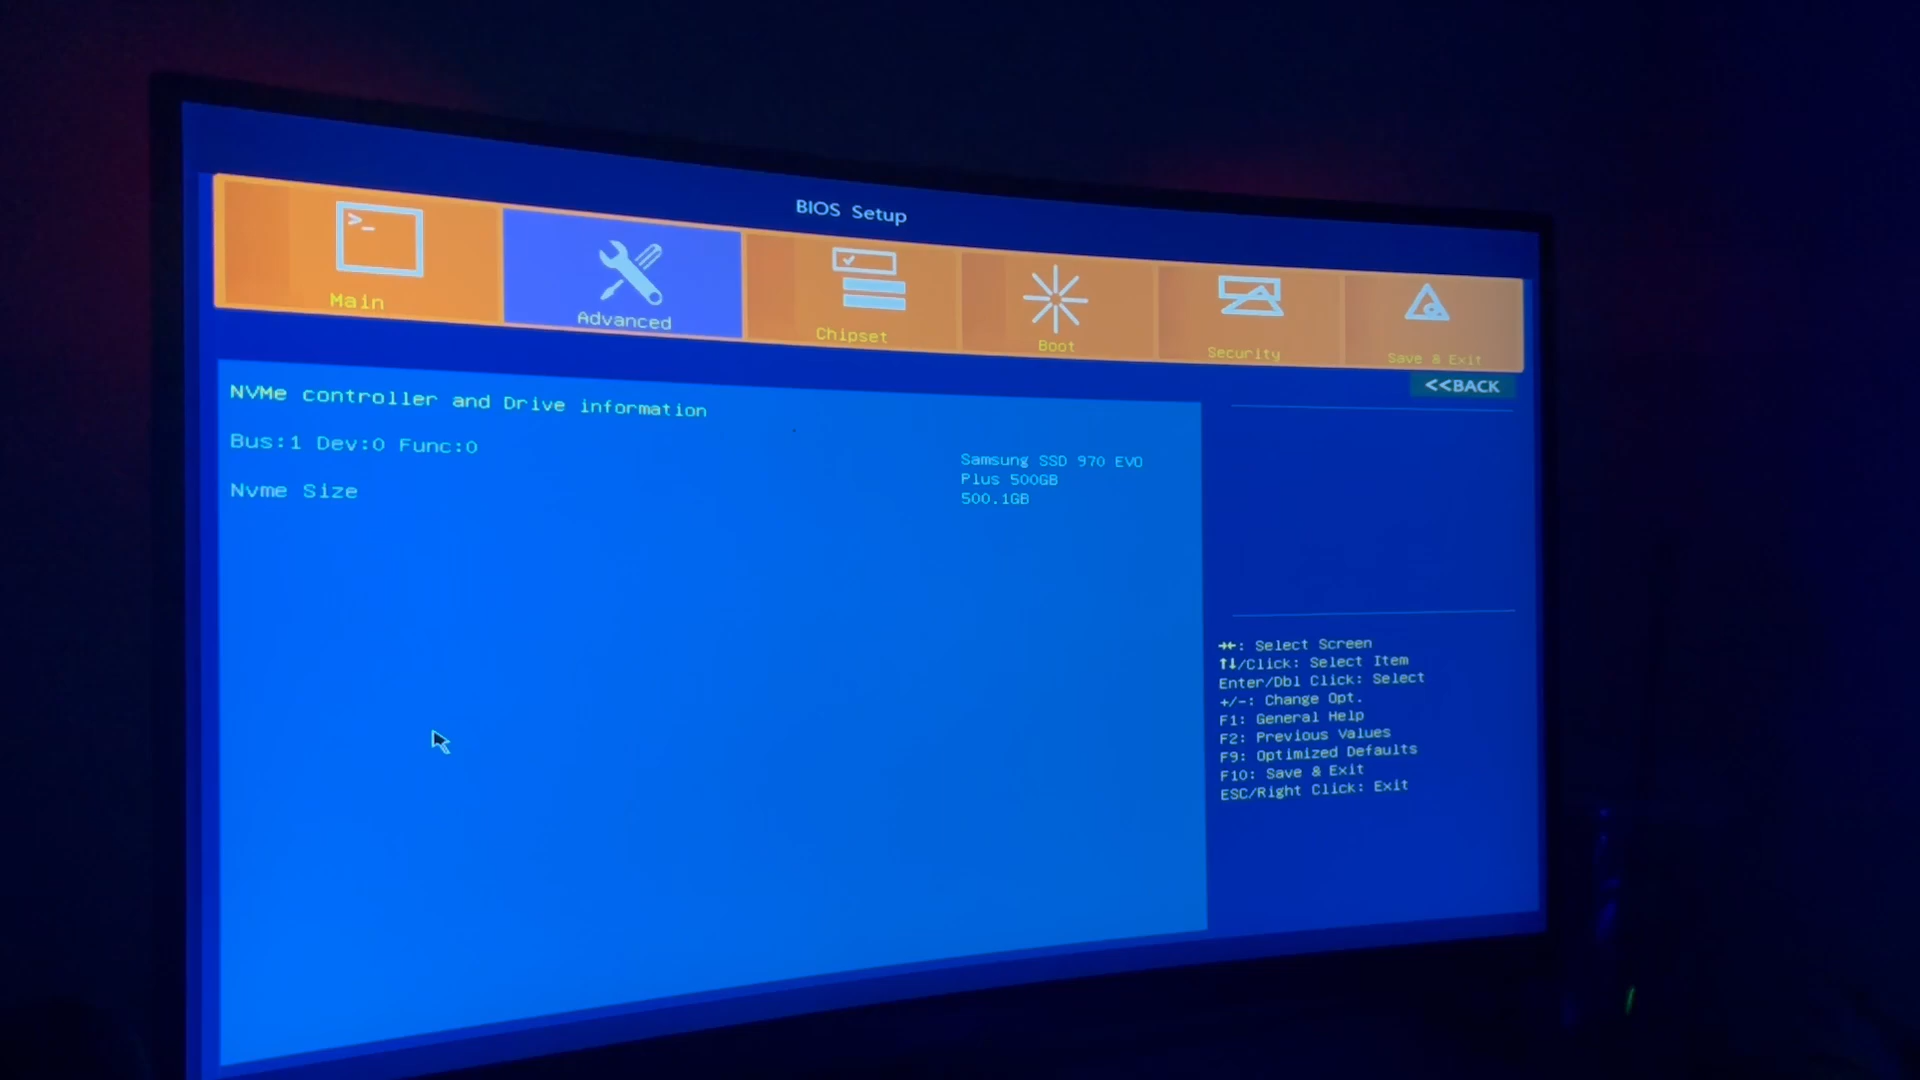 BIOS Setup
Main
Advanced
Chipset
Boot
Security
Save & Exit
<<BACK
NVMe controller and Drive information
Bus:1 Dev:0 Func:0
Samsung SSD 970 EVO
Plus 500GB
Nvme Size
500.1GB
→←: Select Screen
↑↓/Click: Select Item
Enter/Dbl Click: Select
+/-: Change Opt.
F1: General Help
F2: Previous Values
F9: Optimized Defaults
F10: Save & Exit
ESC/Right Click: Exit